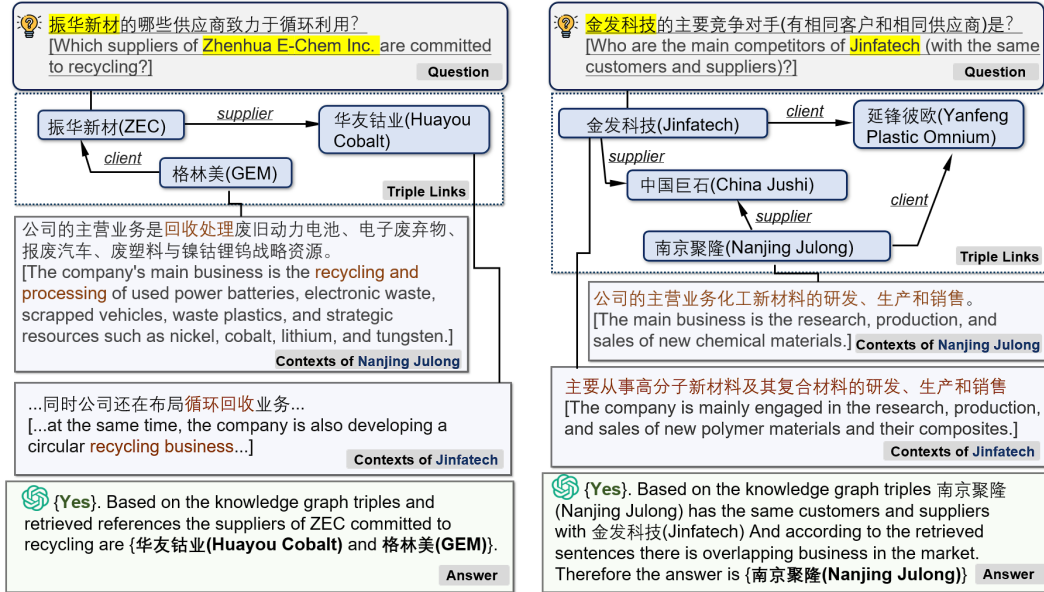 振华新材的哪些供应商致力于循环利用?
[Which suppliers of Zhenhua E-Chem Inc. are committed
to recycling?]
Question
振华新材(ZEC)
supplier
华友钴业(Huayou
Cobalt)
client
格林美(GEM)
Triple Links
公司的主营业务是回收处理废旧动力电池、电子废弃物、
报废汽车、废塑料与镍钴锂钨战略资源。
[The company's main business is the recycling and
processing of used power batteries, electronic waste,
scrapped vehicles, waste plastics, and strategic
resources such as nickel, cobalt, lithium, and tungsten.]
Contexts of Nanjing Julong
...同时公司还在布局循环回收业务...
[...at the same time, the company is also developing a
circular recycling business...]
Contexts of Jinfatech
{Yes}. Based on the knowledge graph triples and
retrieved references the suppliers of ZEC committed to
recycling are {华友钴业(Huayou Cobalt) and 格林美(GEM)}.
Answer
金发科技的主要竞争对手(有相同客户和相同供应商)是?
[Who are the main competitors of Jinfatech (with the same
customers and suppliers)?]
Question
金发科技(Jinfatech)
client
延锋彼欧(Yanfeng
Plastic Omnium)
supplier
中国巨石(China Jushi)
client
supplier
南京聚隆(Nanjing Julong)
Triple Links
公司的主营业务化工新材料的研发、生产和销售。
[The main business is the research, production, and
sales of new chemical materials.]
Contexts of Nanjing Julong
主要从事高分子新材料及其复合材料的研发、生产和销售
[The company is mainly engaged in the research, production,
and sales of new polymer materials and their composites.]
Contexts of Jinfatech
{Yes}. Based on the knowledge graph triples 南京聚隆
(Nanjing Julong) has the same customers and suppliers
with 金发科技(Jinfatech) And according to the retrieved
sentences there is overlapping business in the market.
Therefore the answer is {南京聚隆(Nanjing Julong)}
Answer